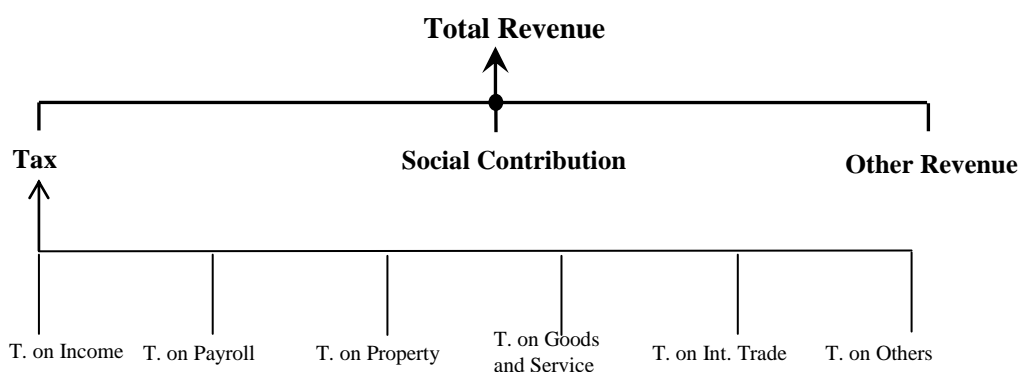 Total Revenue
Tax
Social Contribution
Other Revenue
T. on Income
T. on Payroll
T. on Property
T. on Goods
and Service
T. on Int. Trade
T. on Others